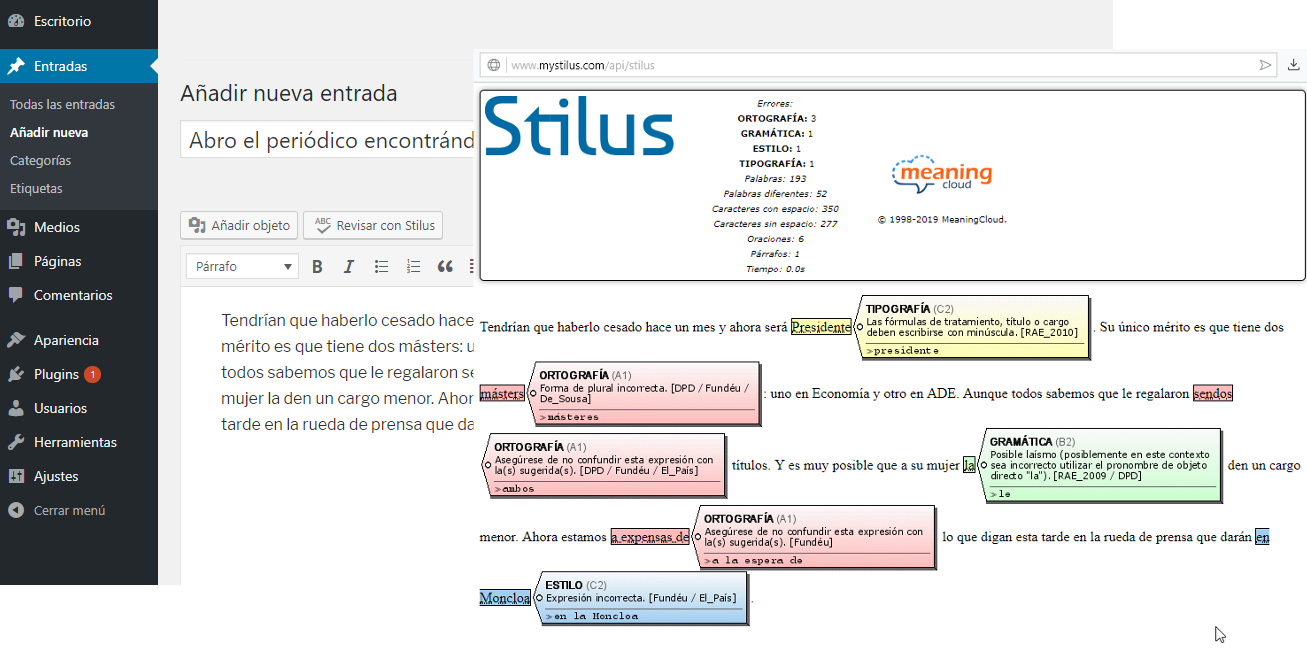 Escritorio
Entradas
Todas las entradas
Añadir nueva
Categorías
Etiquetas
Medios
Páginas
Comentarios
Apariencia
Plugins 1
Usuarios
Herramientas
Ajustes
Cerrar menú
Añadir nueva entrada
Abro el periódico encontránd
Añadir objeto
ABC Revisar con Stilus
Párrafo B I
Tendrían que haberlo cesado hace
mérito es que tiene dos másters: u
todos sabemos que le regalaron se
mujer la den un cargo menor. Ahor
tarde en la rueda de prensa que da
www.mystilus.com/api/stilus
Stilus
Errores:
ORTOGRAFÍA: 3
GRAMÁTICA: 1
ESTILO: 1
TIPOGRAFÍA: 1
Palabras: 193
Palabras diferentes: 52
Caracteres con espacio: 350
Caracteres sin espacio: 277
Oraciones: 6
Párrafos: 1
Tiempo: 0.0s
meaning
cloud
© 1998-2019 MeaningCloud.
Tendrían que haberlo cesado hace un mes y ahora será Presidente
TIPOGRAFÍA (C2)
Las fórmulas de tratamiento, título o cargo
deben escribirse con minúscula. [RAE_2010]
>presidente
. Su único mérito es que tiene dos
másters
ORTOGRAFÍA (A1)
Forma de plural incorrecta. [DPD / Fundéu /
De_Sousa]
>másteres
: uno en Economía y otro en ADE. Aunque todos sabemos que le regalaron sendos
ORTOGRAFÍA (A1)
Asegúrese de no confundir esta expresión con
la(s) sugerida(s). [DPD / Fundéu / El_País]
>ambos
títulos. Y es muy posible que a su mujer la
GRAMÁTICA (B2)
Posible laísmo (posiblemente en este contexto
sea incorrecto utilizar el pronombre de objeto
directo "la"). [RAE_2009 / DPD]
>le
den un cargo
menor. Ahora estamos a expensas de
ORTOGRAFÍA (A1)
Asegúrese de no confundir esta expresión con
la(s) sugerida(s). [Fundéu]
>a la espera de
lo que digan esta tarde en la rueda de prensa que darán en
Moncloa
ESTILO (C2)
Expresión incorrecta. [Fundéu / El_País]
>en la Moncloa
.